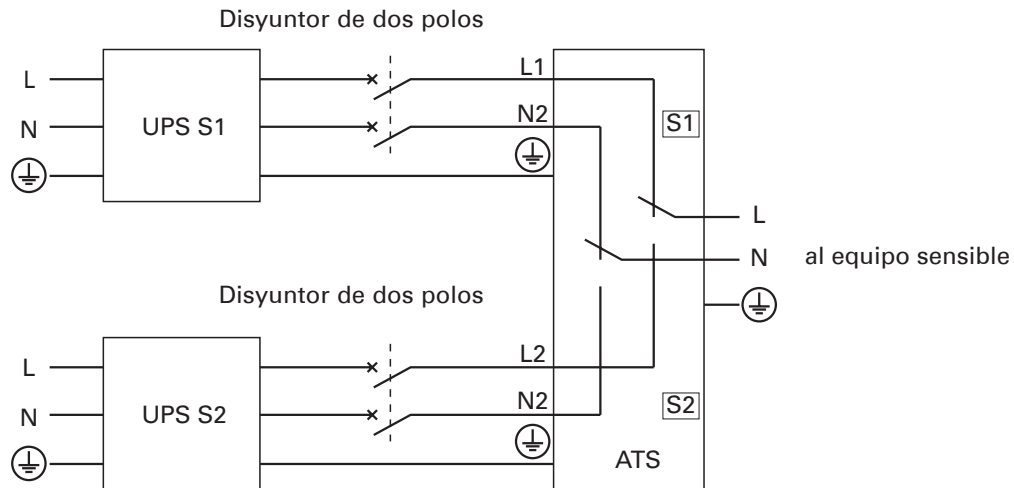 Disyuntor de dos polos
L
L1
N
UPS S1
N2
S1
L
N
al equipo sensible
Disyuntor de dos polos
L
L2
N
UPS S2
N2
S2
ATS